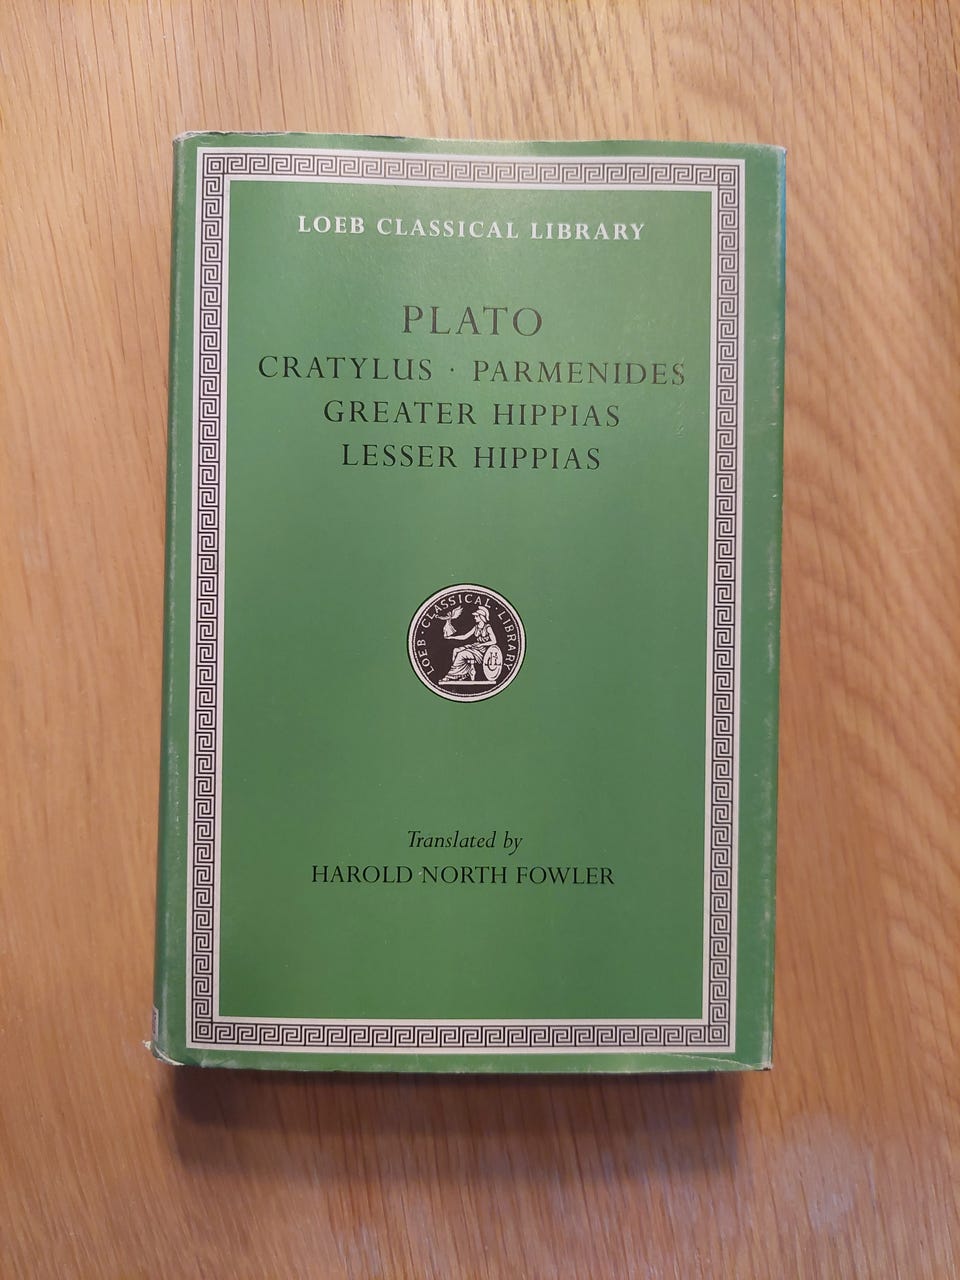 LOEB CLASSICAL LIBRARY
PLATO
CRATYLUS · PARMENIDES
GREATER HIPPIAS
LESSER HIPPIAS
LOEB · CLASSICAL · LIBRARY
Translated by
HAROLD NORTH FOWLER